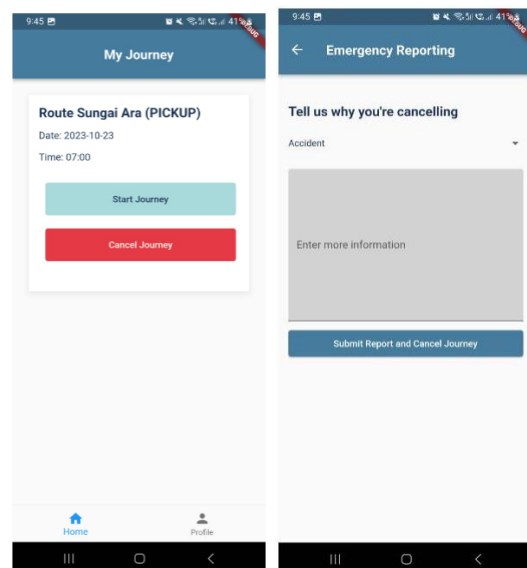 9:45
41%
My Journey
Route Sungai Ara (PICKUP)
Date: 2023-10-23
Time: 07:00
Start Journey
Cancel Journey
Home
Profile
9:45
41%
Emergency Reporting
Tell us why you're cancelling
Accident
Enter more information
Submit Report and Cancel Journey